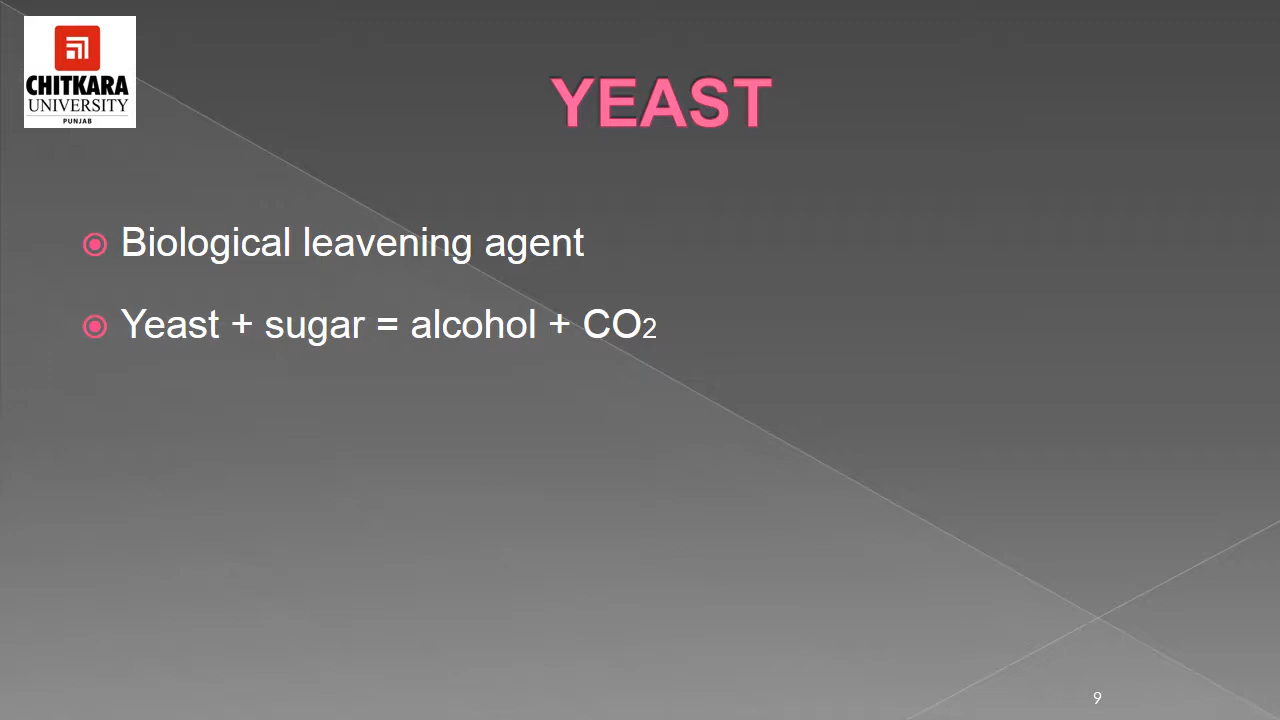 CHITKARA
UNIVERSITY
PUNJAB
YEAST
Biological leavening agent
Yeast + sugar = alcohol + CO2
9